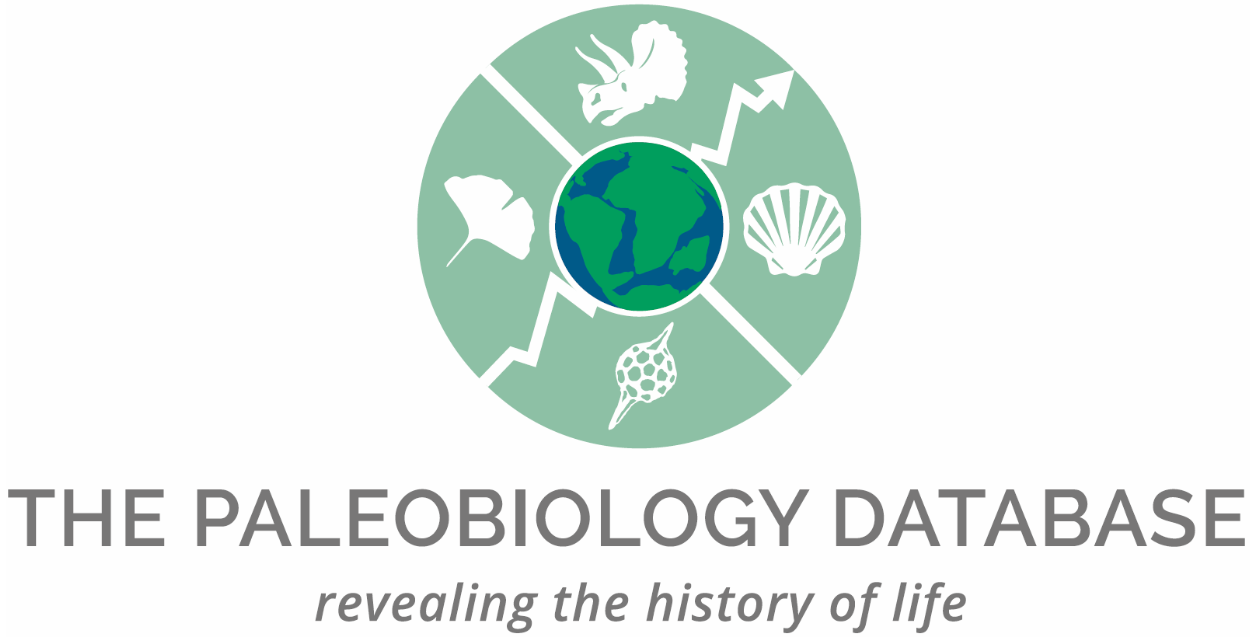 THE PALEOBIOLOGY DATABASE
revealing the history of life